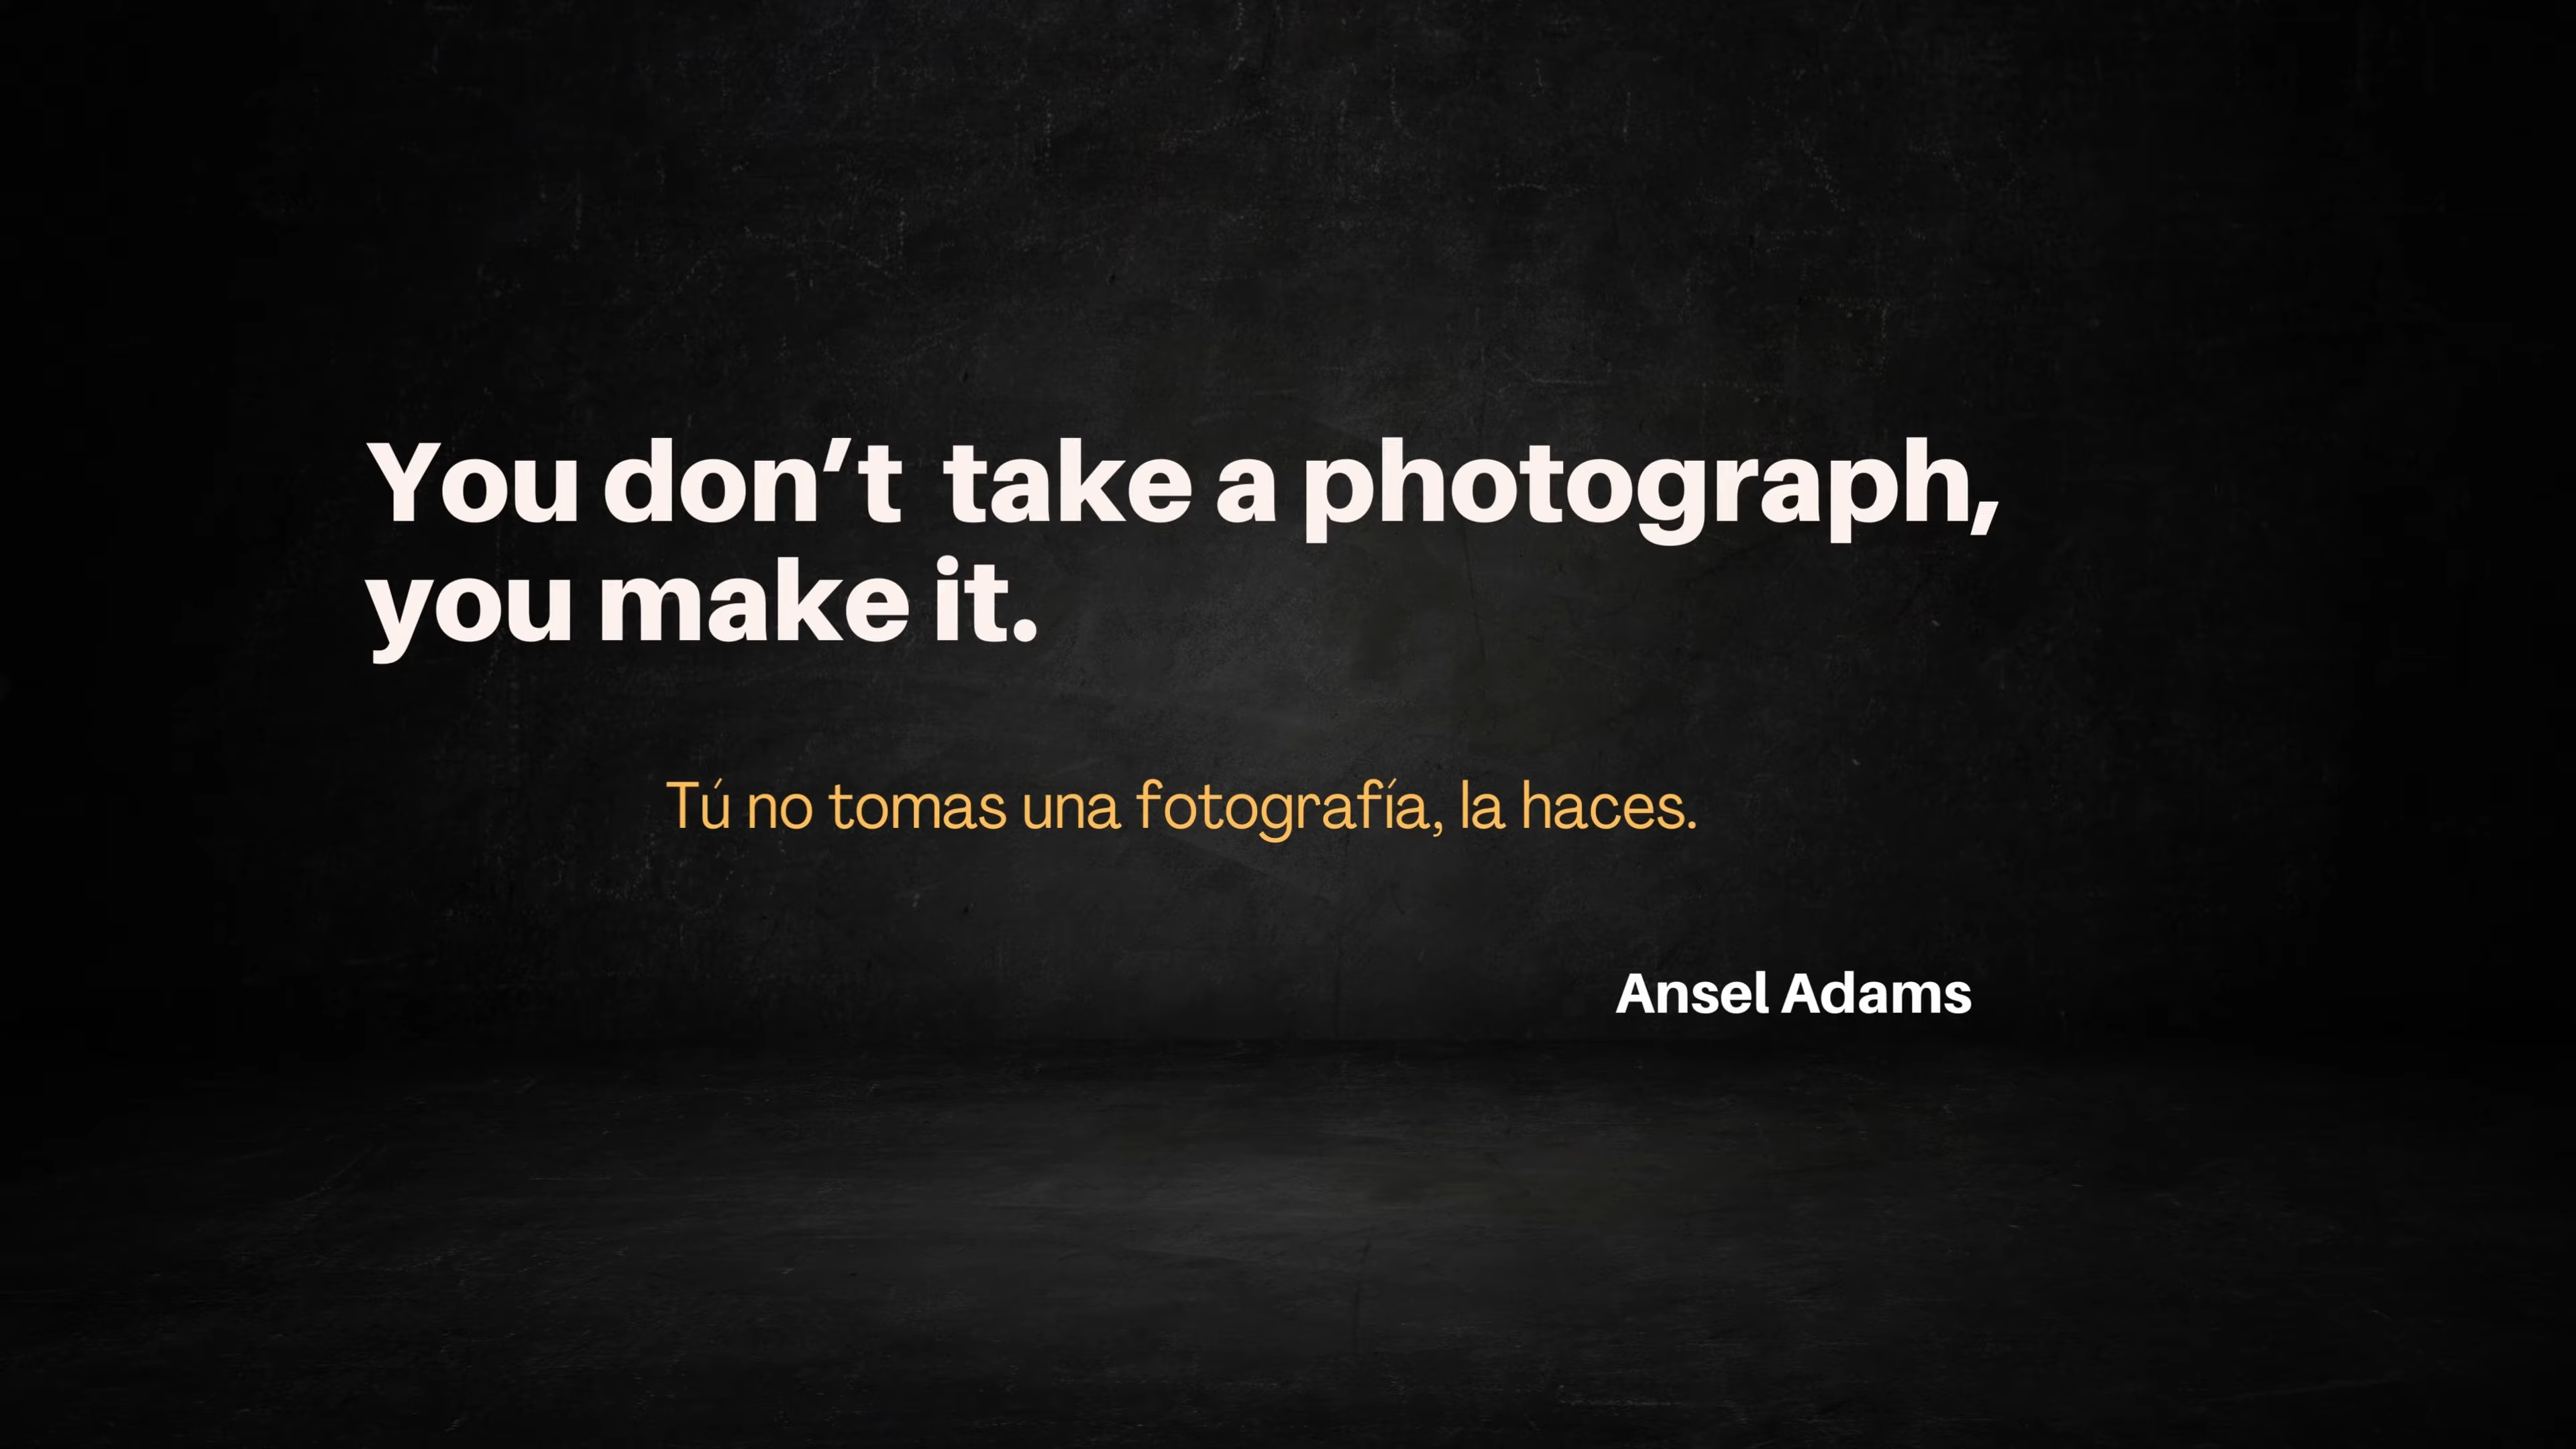 You don’t take a photograph,
you make it.
Tú no tomas una fotografía, la haces.
Ansel Adams